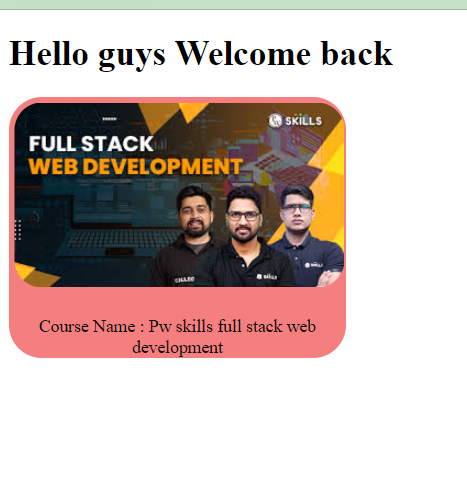 Hello guys Welcome back
SKILLS
FULL STACK
WEB DEVELOPMENT
Course Name : Pw skills full stack web
development